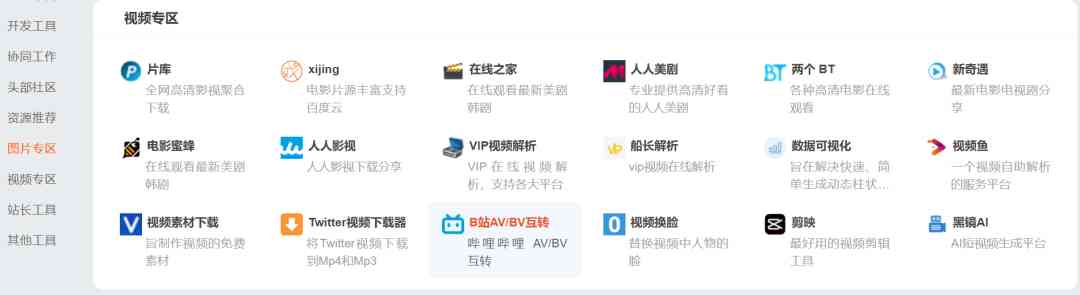 开发工具
协同工作
头部社区
资源推荐
图片专区
视频专区
站长工具
其他工具
视频专区
片库
全网高清影视聚合
下载
xijing
电影片源丰富支持
百度云
在线之家
在线观看最新美剧
韩剧
人人美剧
专业提供高清好看
的人人美剧
两个 BT
各种高清电影在线
观看
新奇遇
最新电影电视剧分
享
电影蜜蜂
在线观看最新美剧
韩剧
人人影视
人人影视下载分享
VIP视频解析
VIP在线视频解
析，支持各大平台
船长解析
vip视频在线解析
数据可视化
旨在解决快速、简
单生成动态柱状...
视频鱼
一个视频自助解析
的服务平台
视频素材下载
旨制作视频的免费
素材
Twitter视频下载器
将Twitter视频下载
到Mp4和Mp3
B站AV/BV互转
哔哩哔哩 AV/BV
互转
视频换脸
替换视频中人物的
脸
剪映
最好用的视频剪辑
工具
黑镜AI
AI短视频生成平台